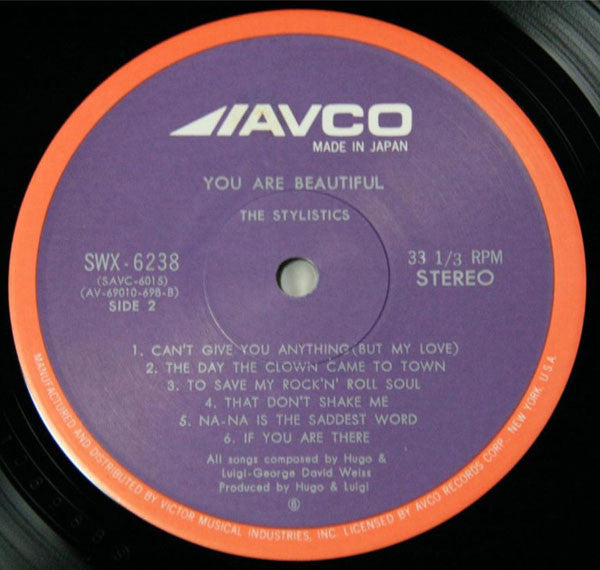 AVCO
MADE IN JAPAN
YOU ARE BEAUTIFUL
THE STYLISTICS
SWX-6238
(SAVC-6015)
(AV-69010-698-B)
SIDE 2
33 1/3 RPM
STEREO
1. CAN'T GIVE YOU ANYTHING (BUT MY LOVE)
2. THE DAY THE CLOWN CAME TO TOWN
3. TO SAVE MY ROCK'N' ROLL SOUL
4. THAT DON'T SHAKE ME
5. NA-NA IS THE SADDEST WORD
6. IF YOU ARE THERE
All songs composed by Hugo &
Luigi-George David Weiss
Produced by Hugo & Luigi
MANUFACTURED AND DISTRIBUTED BY VICTOR MUSICAL INDUSTRIES, INC. LICENSED BY AVCO RECORDS CORP - NEW YORK, U.S.A.